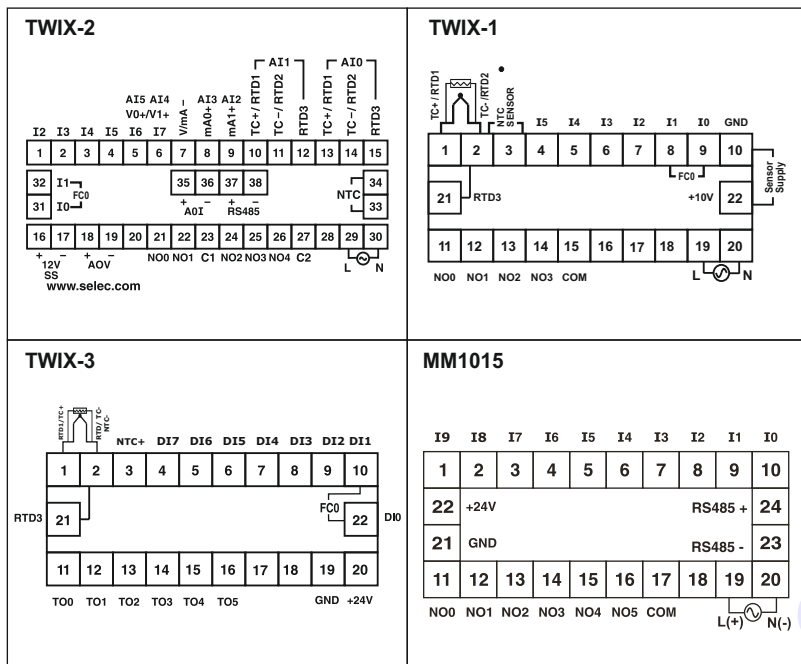 TWIX-2
AI1 AI0
AI5 AI4 V/mA – AI3 AI2 TC+/ RTD1 TC –/ RTD2 RTD3 TC+/ RTD1 TC –/ RTD2 RTD3
V0+/V1+ mA0+ mA1+
I2 I3 I4 I5 I6 I7
1 2 3 4 5 6 7 8 9 10 11 12 13 14 15
32 I1 35 36 37 38 34
FC0 NTC
31 I0 + – + – 33
AOI RS485
16 17 18 19 20 21 22 23 24 25 26 27 28 29 30
+ – + – NO0 NO1 C1 NO2 NO3 NO4 C2 L N
12V AOV
SS
www.selec.com
TWIX-1
TC+ / RTD1 TC- /RTD2 NTC SENSOR
I5 I4 I3 I2 I1 I0 GND
1 2 3 4 5 6 7 8 9 10
FC0
21 RTD3 +10V 22 Sensor Supply
11 12 13 14 15 16 17 18 19 20
NO0 NO1 NO2 NO3 COM L N
TWIX-3
RTD1/TC+ RTD/ TC- NTC-
NTC+ DI7 DI6 DI5 DI4 DI3 DI2 DI1
1 2 3 4 5 6 7 8 9 10
RTD3 21 FC0 22 DI0
11 12 13 14 15 16 17 18 19 20
TO0 TO1 TO2 TO3 TO4 TO5 GND +24V
MM1015
I9 I8 I7 I6 I5 I4 I3 I2 I1 I0
1 2 3 4 5 6 7 8 9 10
22 +24V RS485 + 24
21 GND RS485 - 23
11 12 13 14 15 16 17 18 19 20
NO0 NO1 NO2 NO3 NO4 NO5 COM L(+) N(-)